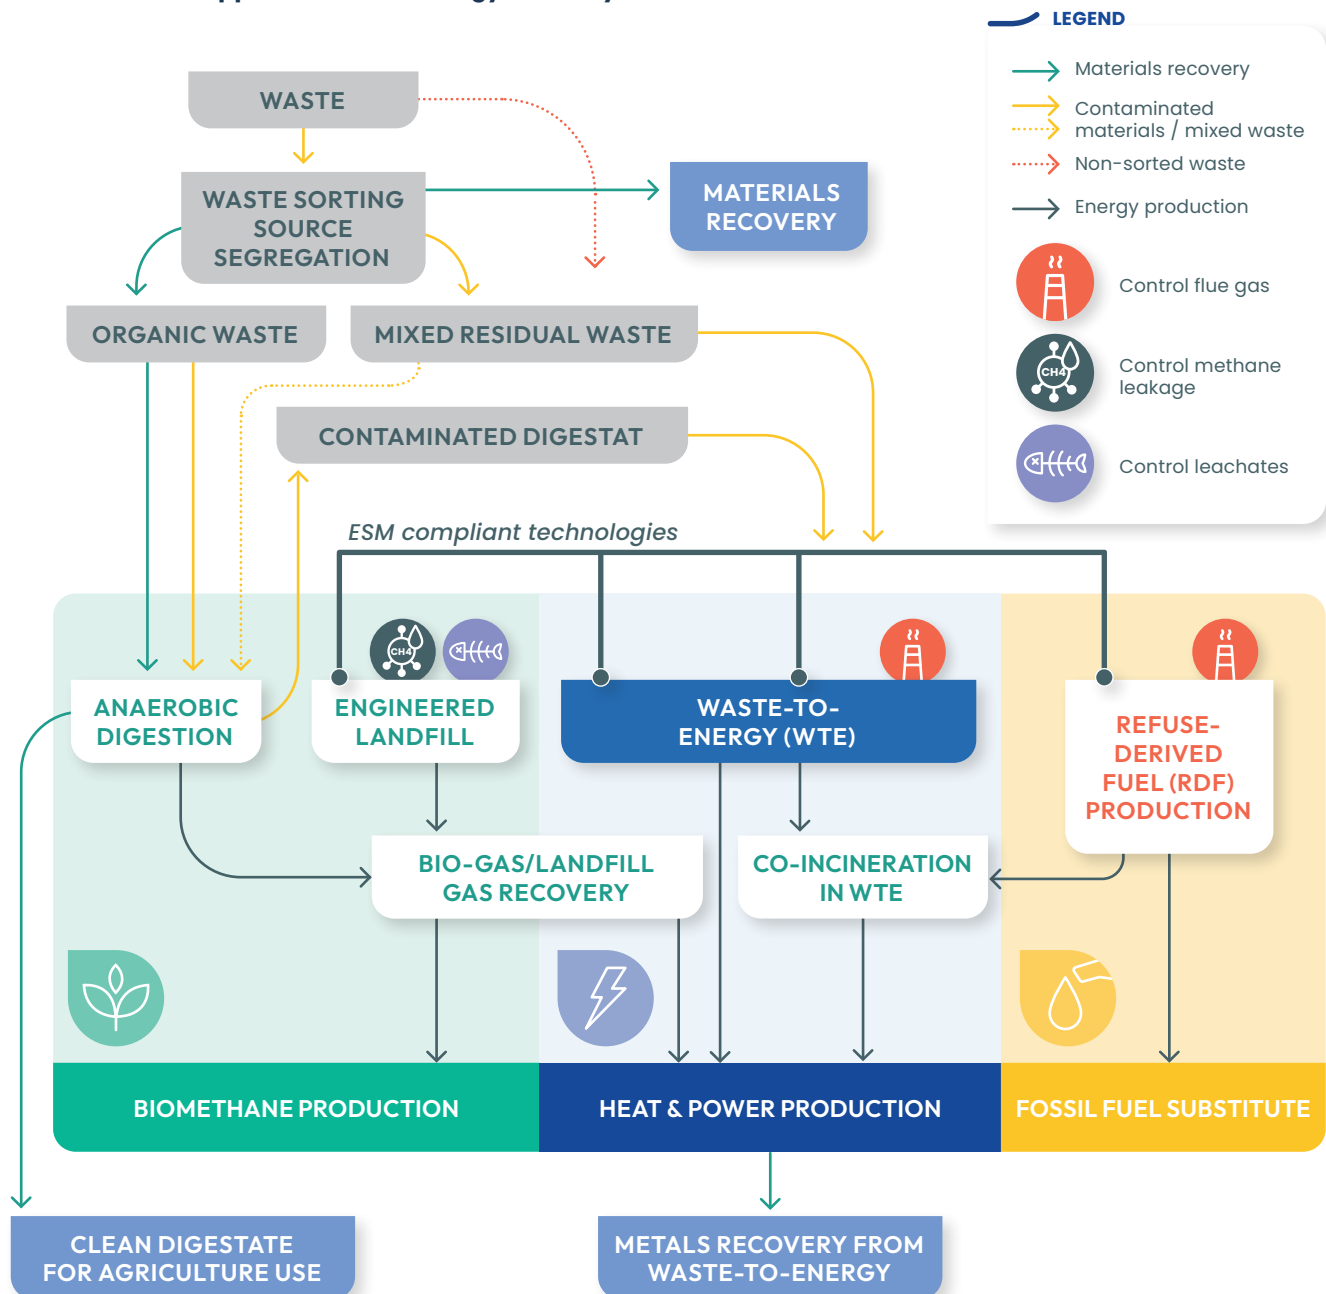 LEGEND
Materials recovery
Contaminated
materials / mixed waste
Non-sorted waste
Energy production
Control flue gas
CH4
Control methane
leakage
Control leachates
WASTE
WASTE SORTING
SOURCE
SEGREGATION
MATERIALS
RECOVERY
ORGANIC WASTE
MIXED RESIDUAL WASTE
CONTAMINATED DIGESTAT
ESM compliant technologies
CH4
ANAEROBIC
DIGESTION
ENGINEERED
LANDFILL
WASTE-TO-
ENERGY (WTE)
REFUSE-
DERIVED
FUEL (RDF)
PRODUCTION
BIO-GAS/LANDFILL
GAS RECOVERY
CO-INCINERATION
IN WTE
BIOMETHANE PRODUCTION
HEAT & POWER PRODUCTION
FOSSIL FUEL SUBSTITUTE
CLEAN DIGESTATE
FOR AGRICULTURE USE
METALS RECOVERY FROM
WASTE-TO-ENERGY